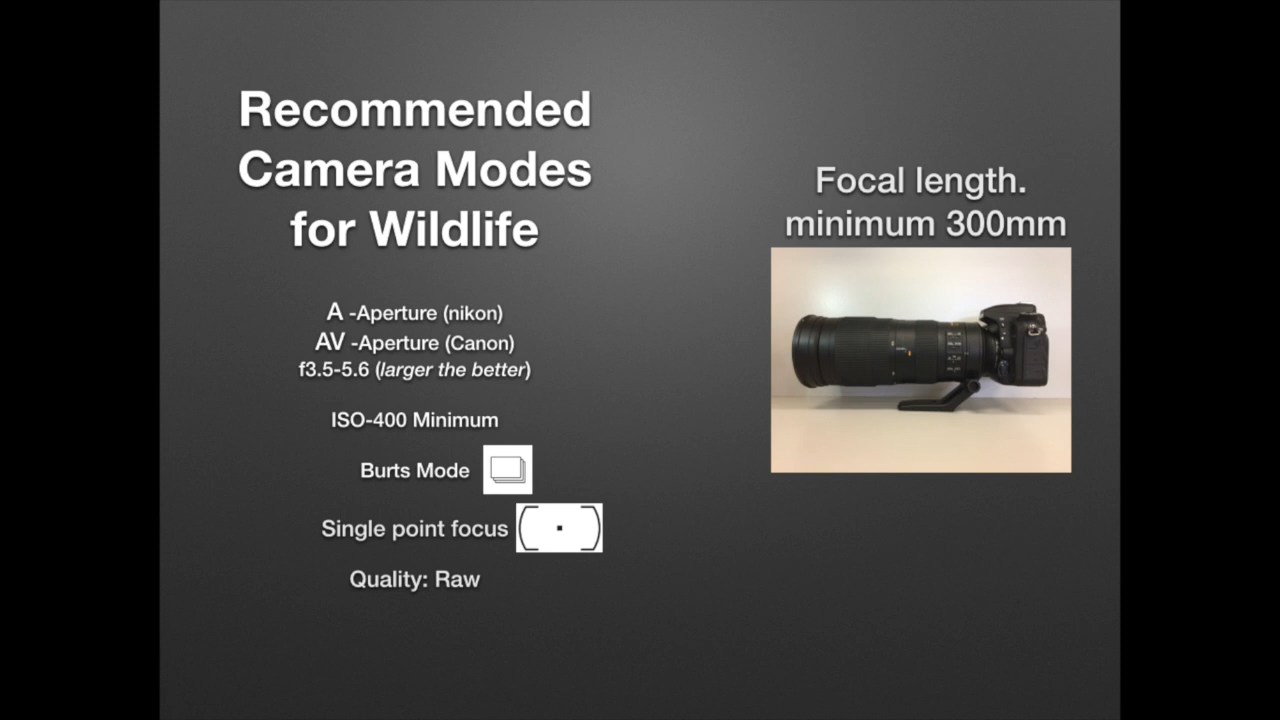 Recommended
Camera Modes
for Wildlife
A -Aperture (nikon)
AV -Aperture (Canon)
f3.5-5.6 (larger the better)
ISO-400 Minimum
Burts Mode
Single point focus
Quality: Raw
Focal length.
minimum 300mm